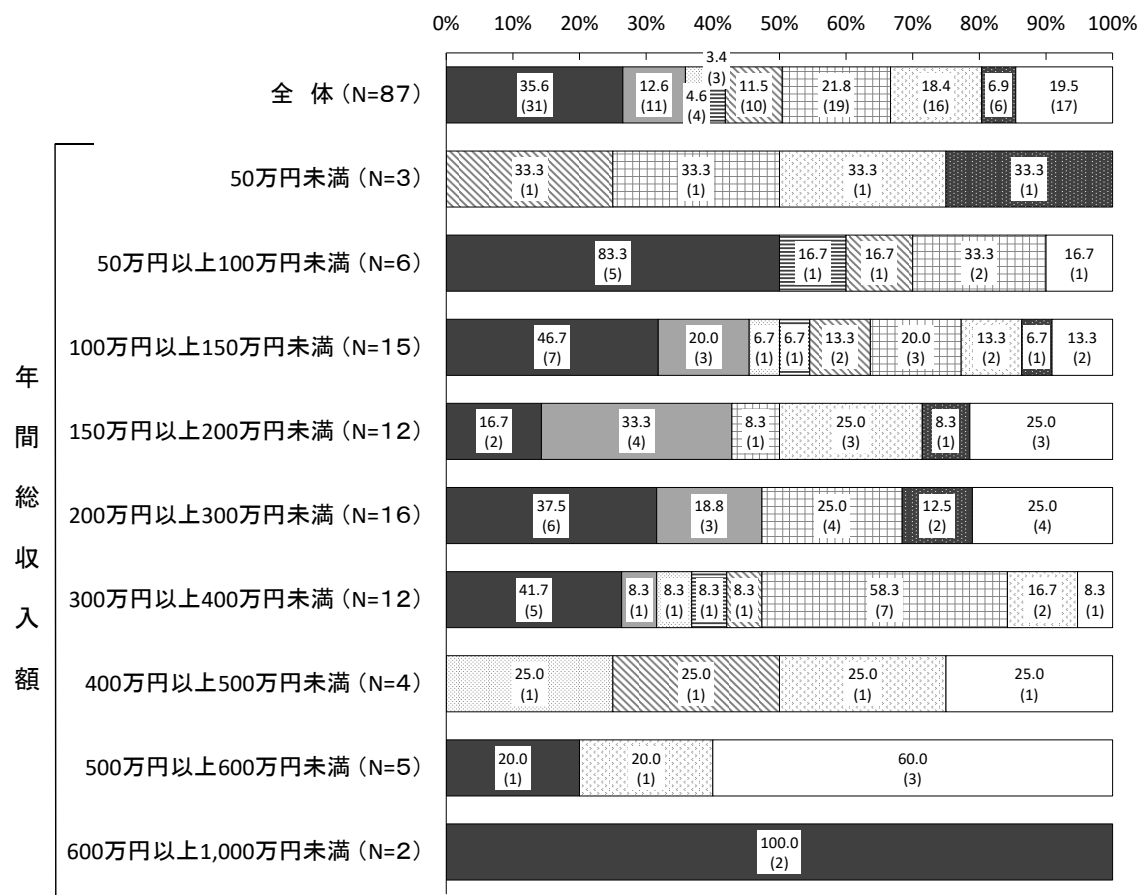 0% 10% 20% 30% 40% 50% 60% 70% 80% 90% 100%
全　体（N=87）
35.6 12.6 3.4 4.6 11.5 21.8 18.4 6.9 19.5
(31) (11) (3) (4) (10) (19) (16) (6) (17)
年間総収入額
50万円未満（N=3）
33.3 33.3 33.3 33.3
(1) (1) (1) (1)
50万円以上100万円未満（N=6）
83.3 16.7 16.7 33.3 16.7
(5) (1) (1) (2) (1)
100万円以上150万円未満（N=15）
46.7 20.0 6.7 6.7 13.3 20.0 13.3 6.7 13.3
(7) (3) (1) (1) (2) (3) (2) (1) (2)
150万円以上200万円未満（N=12）
16.7 33.3 8.3 25.0 8.3 25.0
(2) (4) (1) (3) (1) (3)
200万円以上300万円未満（N=16）
37.5 18.8 25.0 12.5 25.0
(6) (3) (4) (2) (4)
300万円以上400万円未満（N=12）
41.7 8.3 8.3 8.3 8.3 58.3 16.7 8.3
(5) (1) (1) (1) (1) (7) (2) (1)
400万円以上500万円未満（N=4）
25.0 25.0 25.0 25.0
(1) (1) (1) (1)
500万円以上600万円未満（N=5）
20.0 20.0 60.0
(1) (1) (3)
600万円以上1,000万円未満（N=2）
100.0
(2)